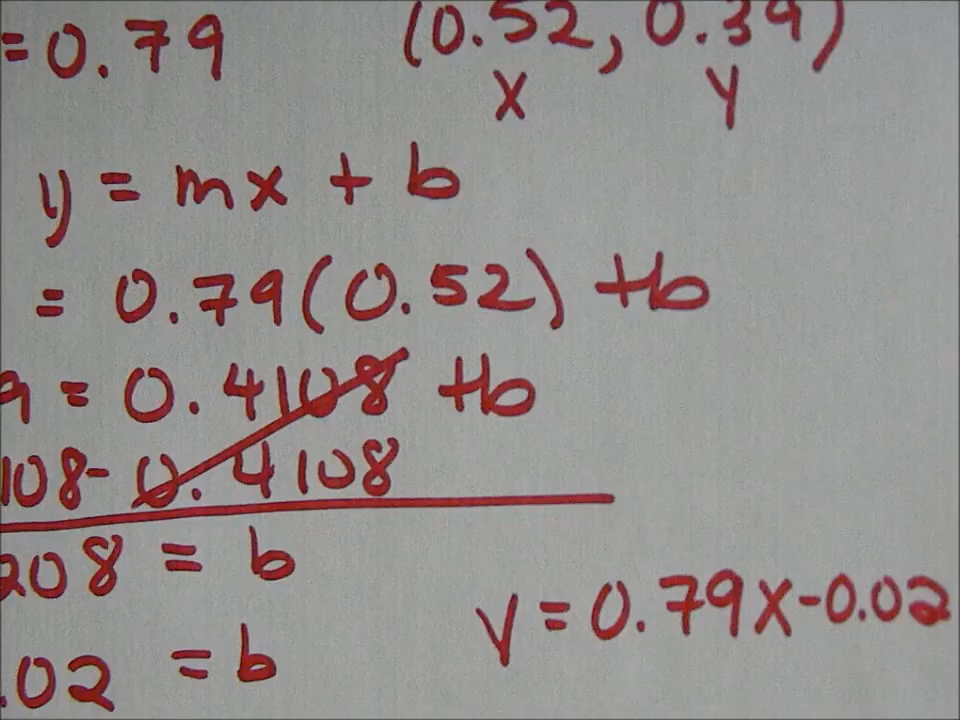 =0.79 (0.52, 0.39)
x y
y = mx + b
= 0.79(0.52) +b
9 = 0.4108 +b
108- 0.4108
208 = b
.02 = b
y = 0.79x-0.02